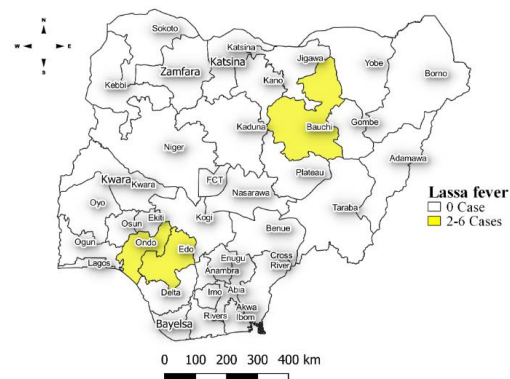 N
W E
S
Sokoto
Katsina
Katsina
Jigawa
Yobe
Borno
Zamfara
Kano
Kebbi
Kaduna
Bauchi
Gombe
Niger
Adamawa
Plateau
Kwara
Kwara
FCT
Nasarawa
Taraba
Oyo
Kogi
Osun
Ekiti
Benue
Ogun
Ondo
Edo
Lagos
Enugu
Anambra
Cross
River
Delta
Imo
Abia
Bayelsa
Rivers
Akwa
Ibom
Lassa fever
0 Case
2-6 Cases
0 100 200 300 400 km